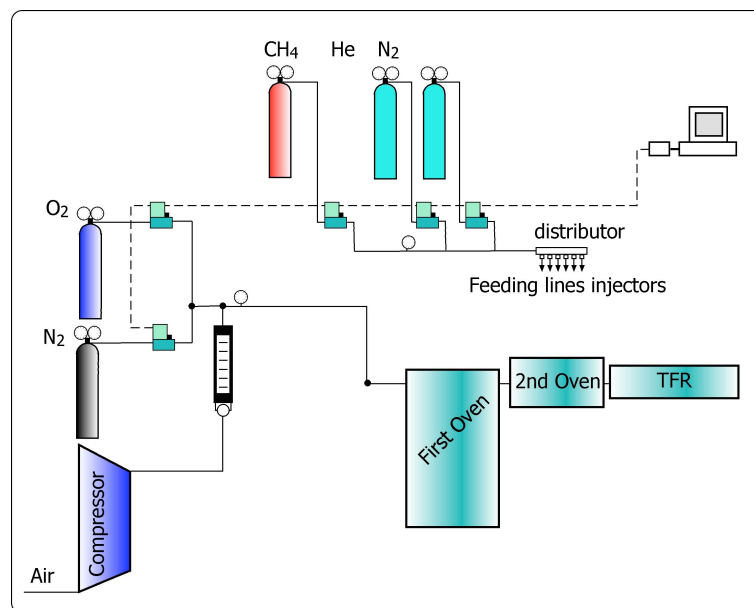 CH4 He N2
O2
distributor
Feeding lines injectors
N2
First Oven
2nd Oven
TFR
Compressor
Air